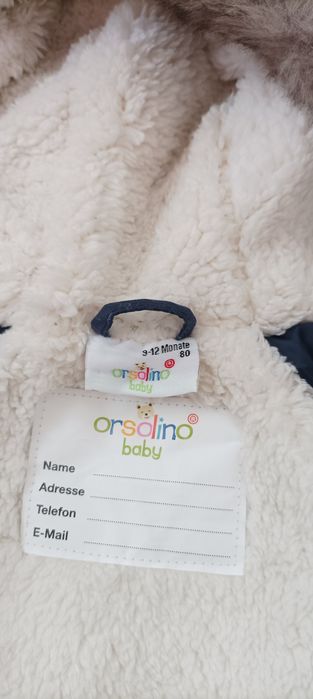 9-12 Monate
80
orsolino
baby
orsolino
baby
Name
Adresse
Telefon
E-Mail